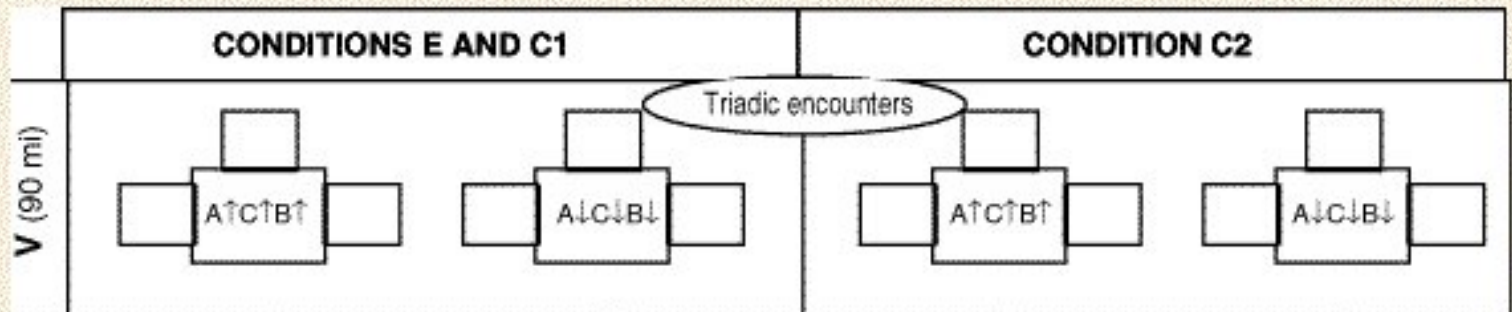 CONDITIONS E AND C1
CONDITION C2
Triadic encounters
V (90 mi)
A↑C↑B↑
A↓C↓B↓
A↑C↑B↑
A↓C↓B↓